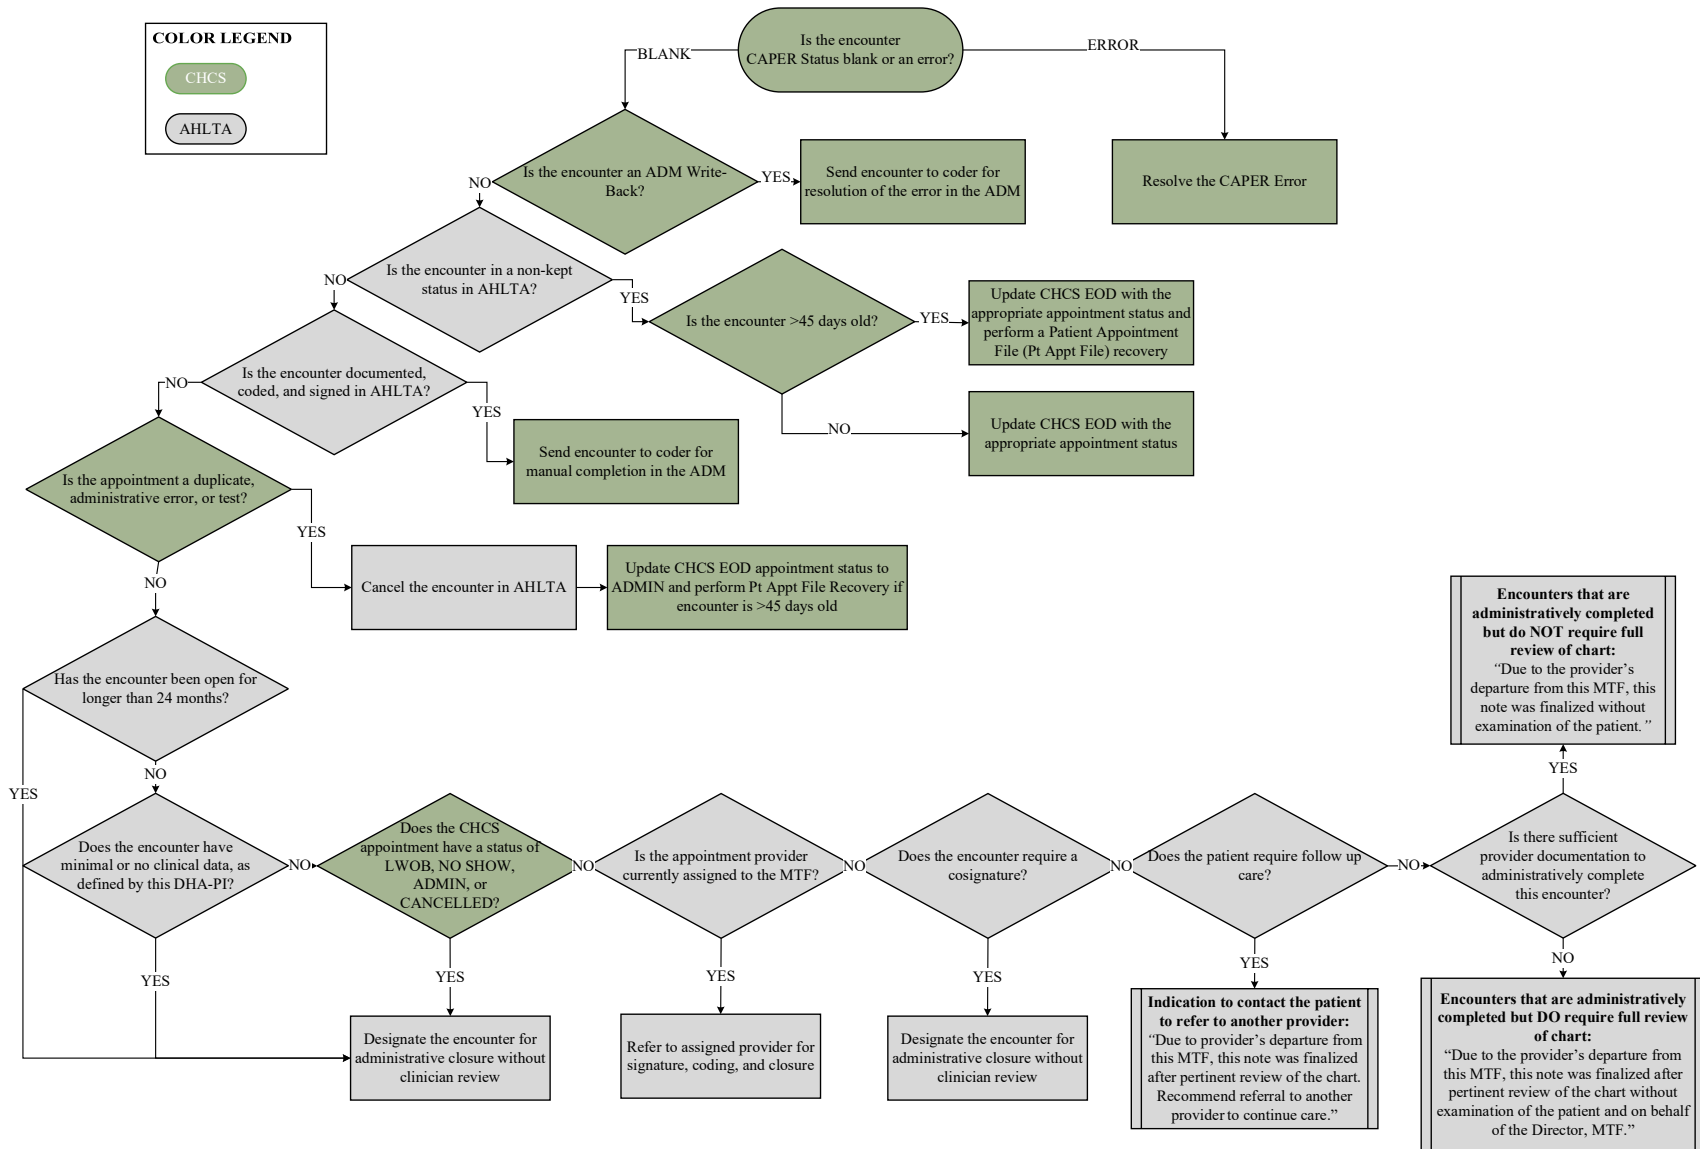 COLOR LEGEND
CHCS
AHLTA
Is the encounter
CAPER Status blank or an error?
BLANK
ERROR
Is the encounter an ADM Write-
Back?
YES
NO
Send encounter to coder for
resolution of the error in the ADM
Resolve the CAPER Error
Is the encounter in a non-kept
status in AHLTA?
NO
YES
Is the encounter >45 days old?
YES
Update CHCS EOD with the
appropriate appointment status and
perform a Patient Appointment
File (Pt Appt File) recovery
NO
Update CHCS EOD with the
appropriate appointment status
Is the encounter documented,
coded, and signed in AHLTA?
NO
YES
Send encounter to coder for
manual completion in the ADM
Is the appointment a duplicate,
administrative error, or test?
YES
NO
Cancel the encounter in AHLTA
Update CHCS EOD appointment status to
ADMIN and perform Pt Appt File Recovery if
encounter is >45 days old
Has the encounter been open for
longer than 24 months?
YES
NO
Does the encounter have
minimal or no clinical data, as
defined by this DHA-PI?
YES
NO
Does the CHCS
appointment have a status of
LWOB, NO SHOW,
ADMIN, or
CANCELLED?
YES
NO
Designate the encounter for
administrative closure without
clinician review
Is the appointment provider
currently assigned to the MTF?
YES
NO
Refer to assigned provider for
signature, coding, and closure
Does the encounter require a
cosignature?
YES
NO
Designate the encounter for
administrative closure without
clinician review
Does the patient require follow up
care?
YES
NO
Indication to contact the patient
to refer to another provider:
“Due to provider’s departure from
this MTF, this note was finalized
after pertinent review of the chart.
Recommend referral to another
provider to continue care.”
Is there sufficient
provider documentation to
administratively complete
this encounter?
YES
NO
Encounters that are
administratively completed
but do NOT require full
review of chart:
“Due to the provider’s
departure from this MTF, this
note was finalized without
examination of the patient.”
Encounters that are administratively
completed but DO require full review
of chart:
“Due to the provider’s departure from
this MTF, this note was finalized after
pertinent review of the chart without
examination of the patient and on behalf
of the Director, MTF.”